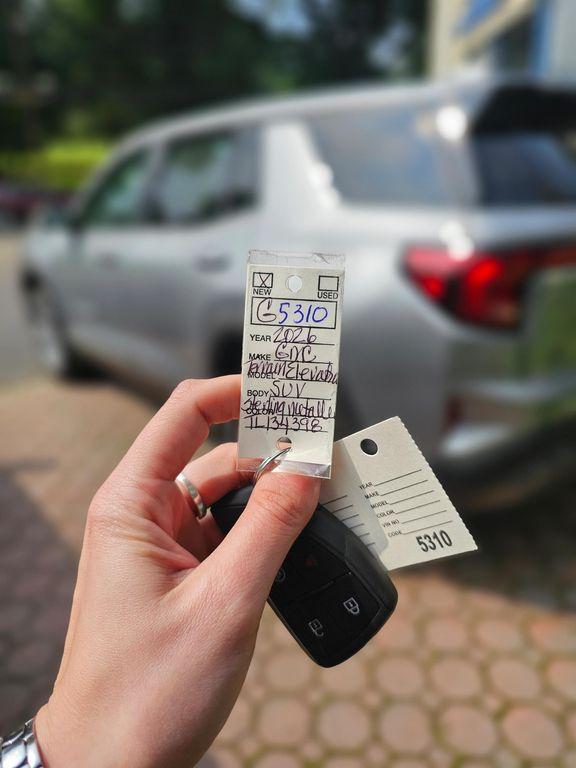 X
NEW
USED
G5310
YEAR 2026
MAKE GMC
MODEL Terrain Elevation
BODY SUV
Sterling metallic
TL134398
YEAR
MAKE
MODEL
COLOR
VIN NO
CODE
5310